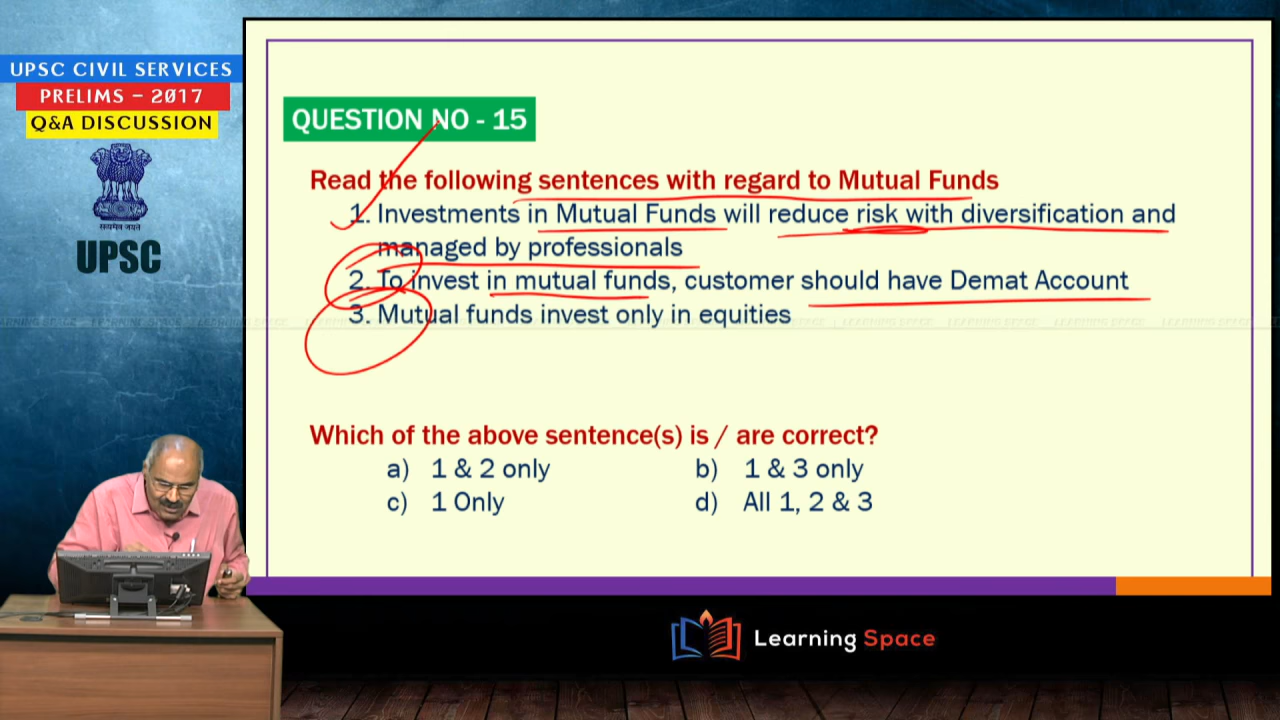 UPSC CIVIL SERVICES
PRELIMS – 2017
Q&A DISCUSSION
सत्यमेव जयते
UPSC
QUESTION NO - 15
Read the following sentences with regard to Mutual Funds
1. Investments in Mutual Funds will reduce risk with diversification and
managed by professionals
2. To invest in mutual funds, customer should have Demat Account
3. Mutual funds invest only in equities
Which of the above sentence(s) is / are correct?
a) 1 & 2 only b) 1 & 3 only
c) 1 Only d) All 1, 2 & 3
Learning Space